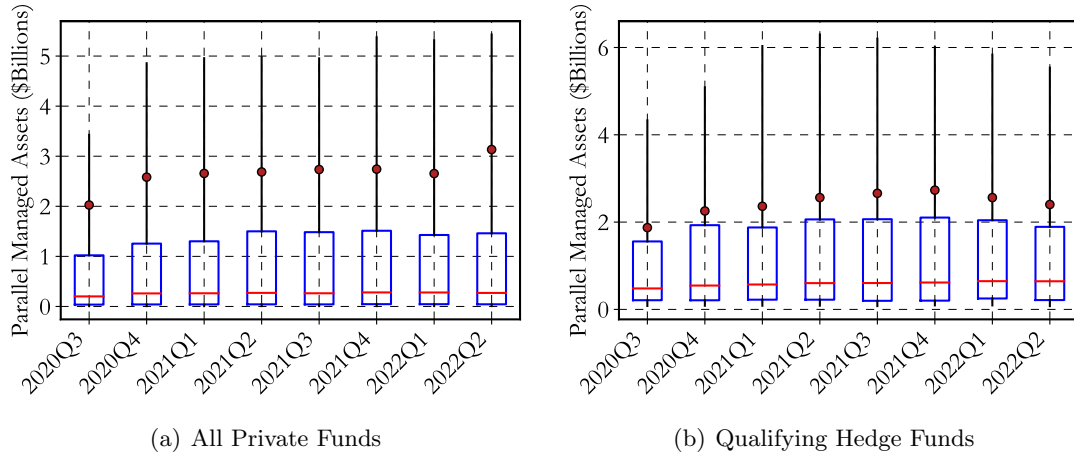 Parallel Managed Assets ($Billions)
5
4
3
2
1
0
2020Q3
2020Q4
2021Q1
2021Q2
2021Q3
2021Q4
2022Q1
2022Q2
(a) All Private Funds
Parallel Managed Assets ($Billions)
6
4
2
0
2020Q3
2020Q4
2021Q1
2021Q2
2021Q3
2021Q4
2022Q1
2022Q2
(b) Qualifying Hedge Funds